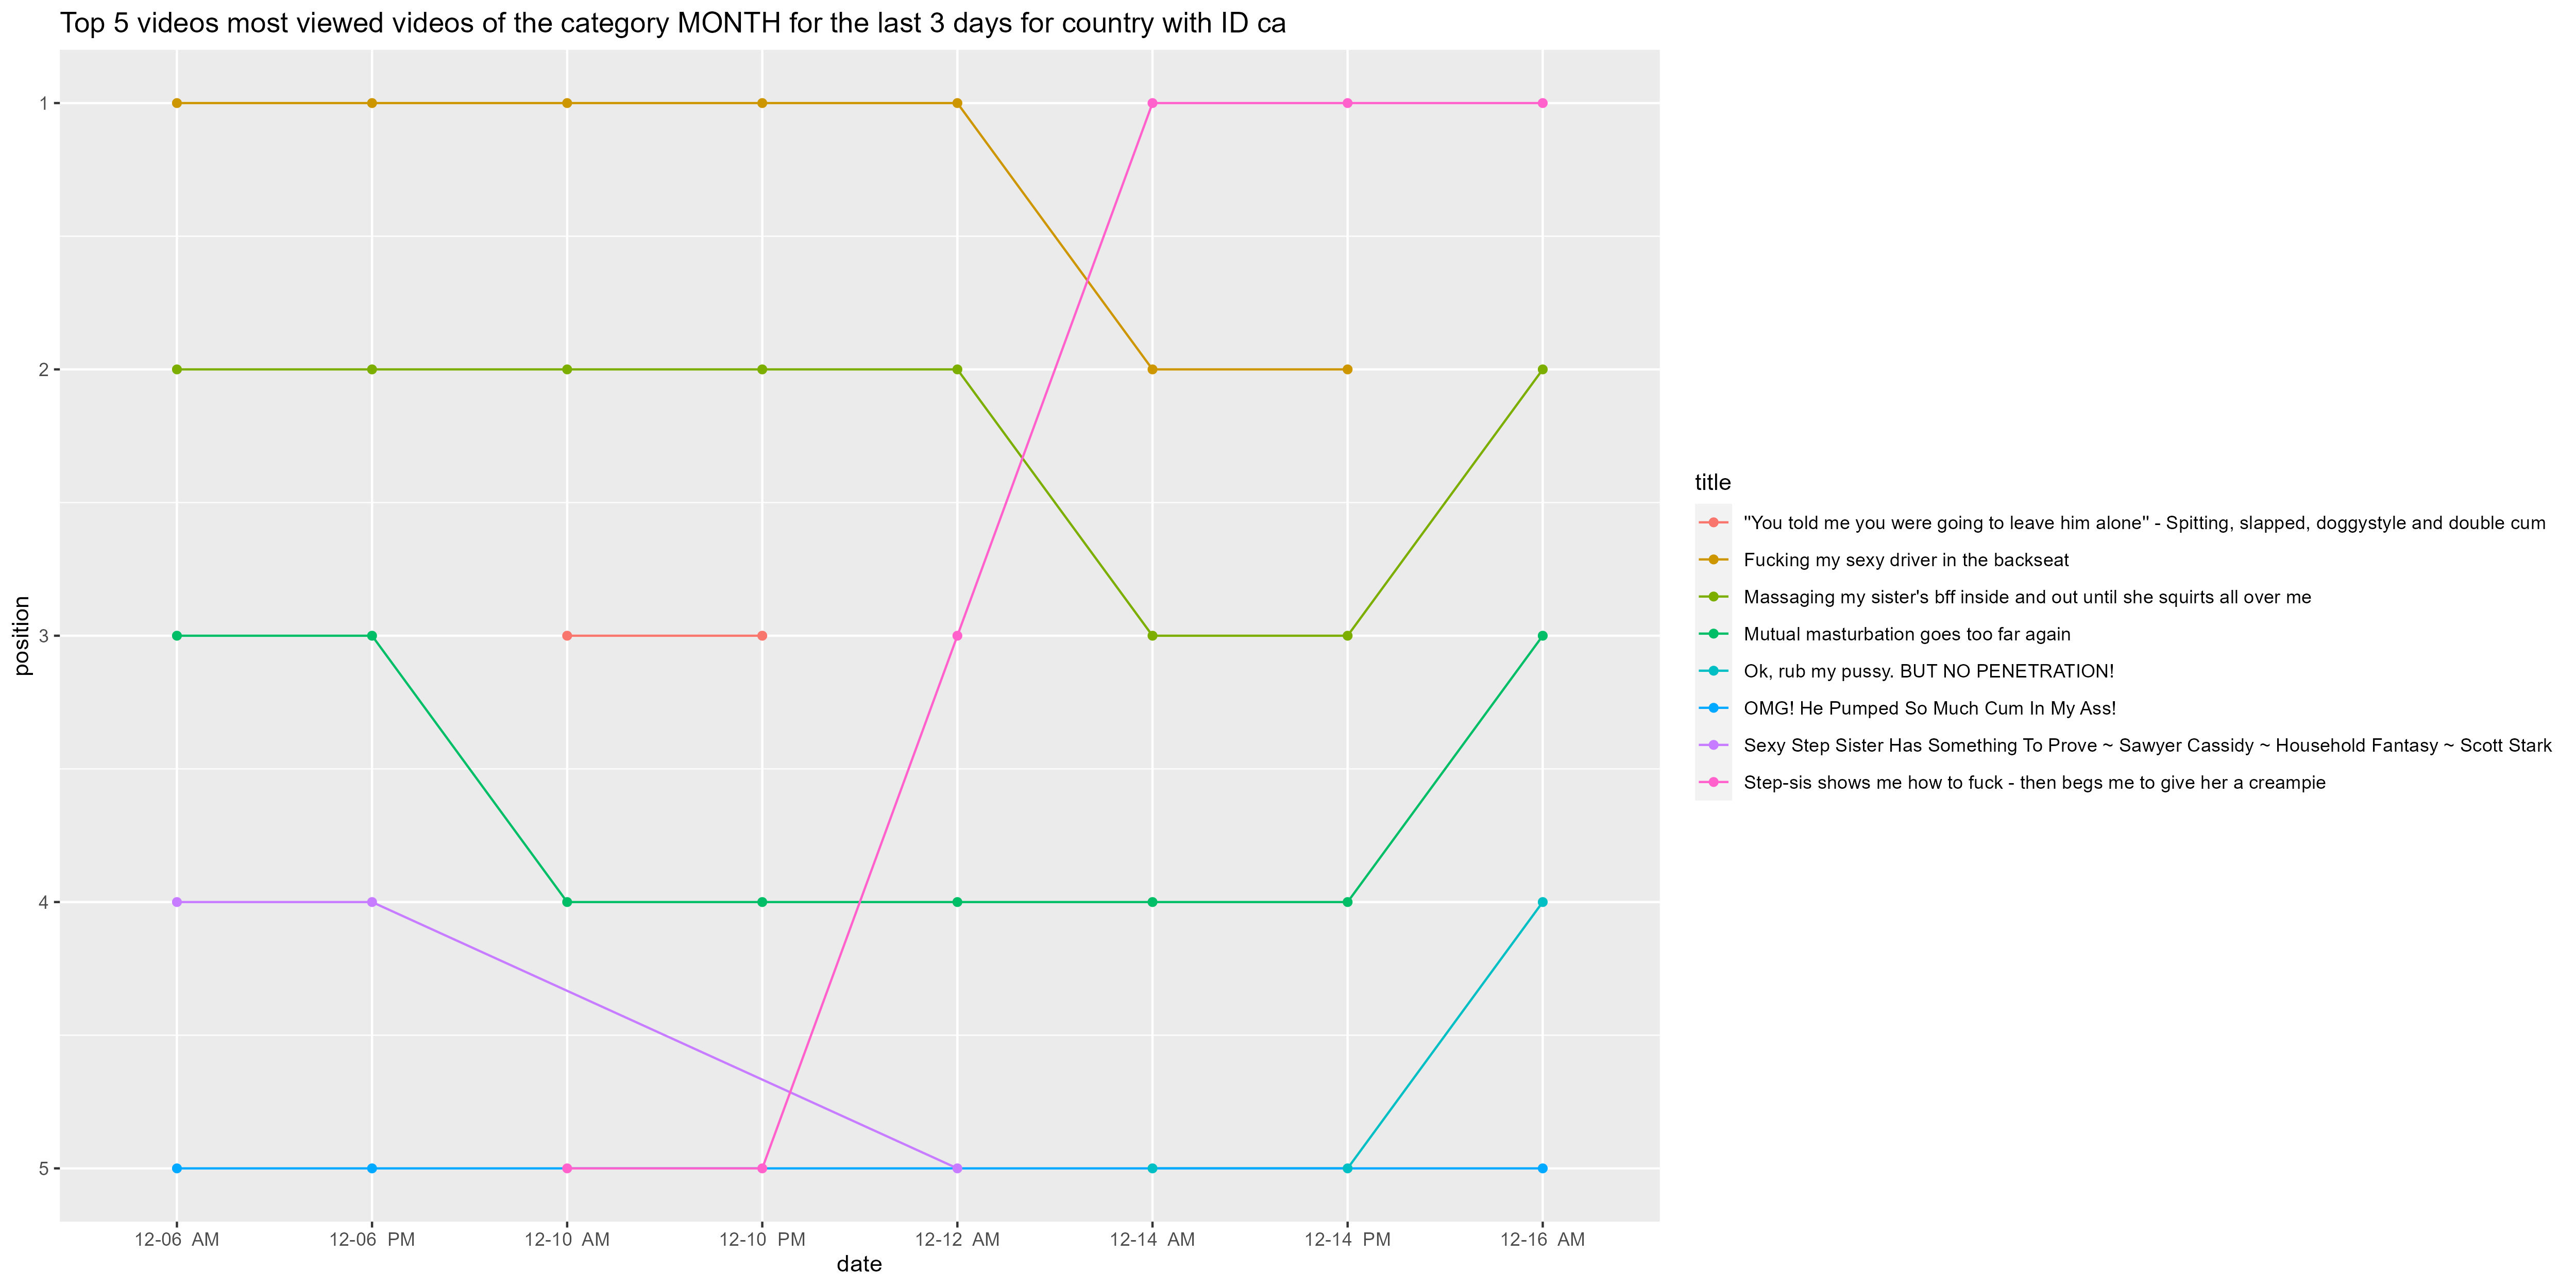 Top 5 videos most viewed videos of the category MONTH for the last 3 days for country with ID ca
1
2
3
4
5
position
12-06 AM
12-06 PM
12-10 AM
12-10 PM
12-12 AM
12-14 AM
12-14 PM
12-16 AM
date
title
"You told me you were going to leave him alone" - Spitting, slapped, doggystyle and double cum
Fucking my sexy driver in the backseat
Massaging my sister's bff inside and out until she squirts all over me
Mutual masturbation goes too far again
Ok, rub my pussy. BUT NO PENETRATION!
OMG! He Pumped So Much Cum In My Ass!
Sexy Step Sister Has Something To Prove ~ Sawyer Cassidy ~ Household Fantasy ~ Scott Stark
Step-sis shows me how to fuck - then begs me to give her a creampie